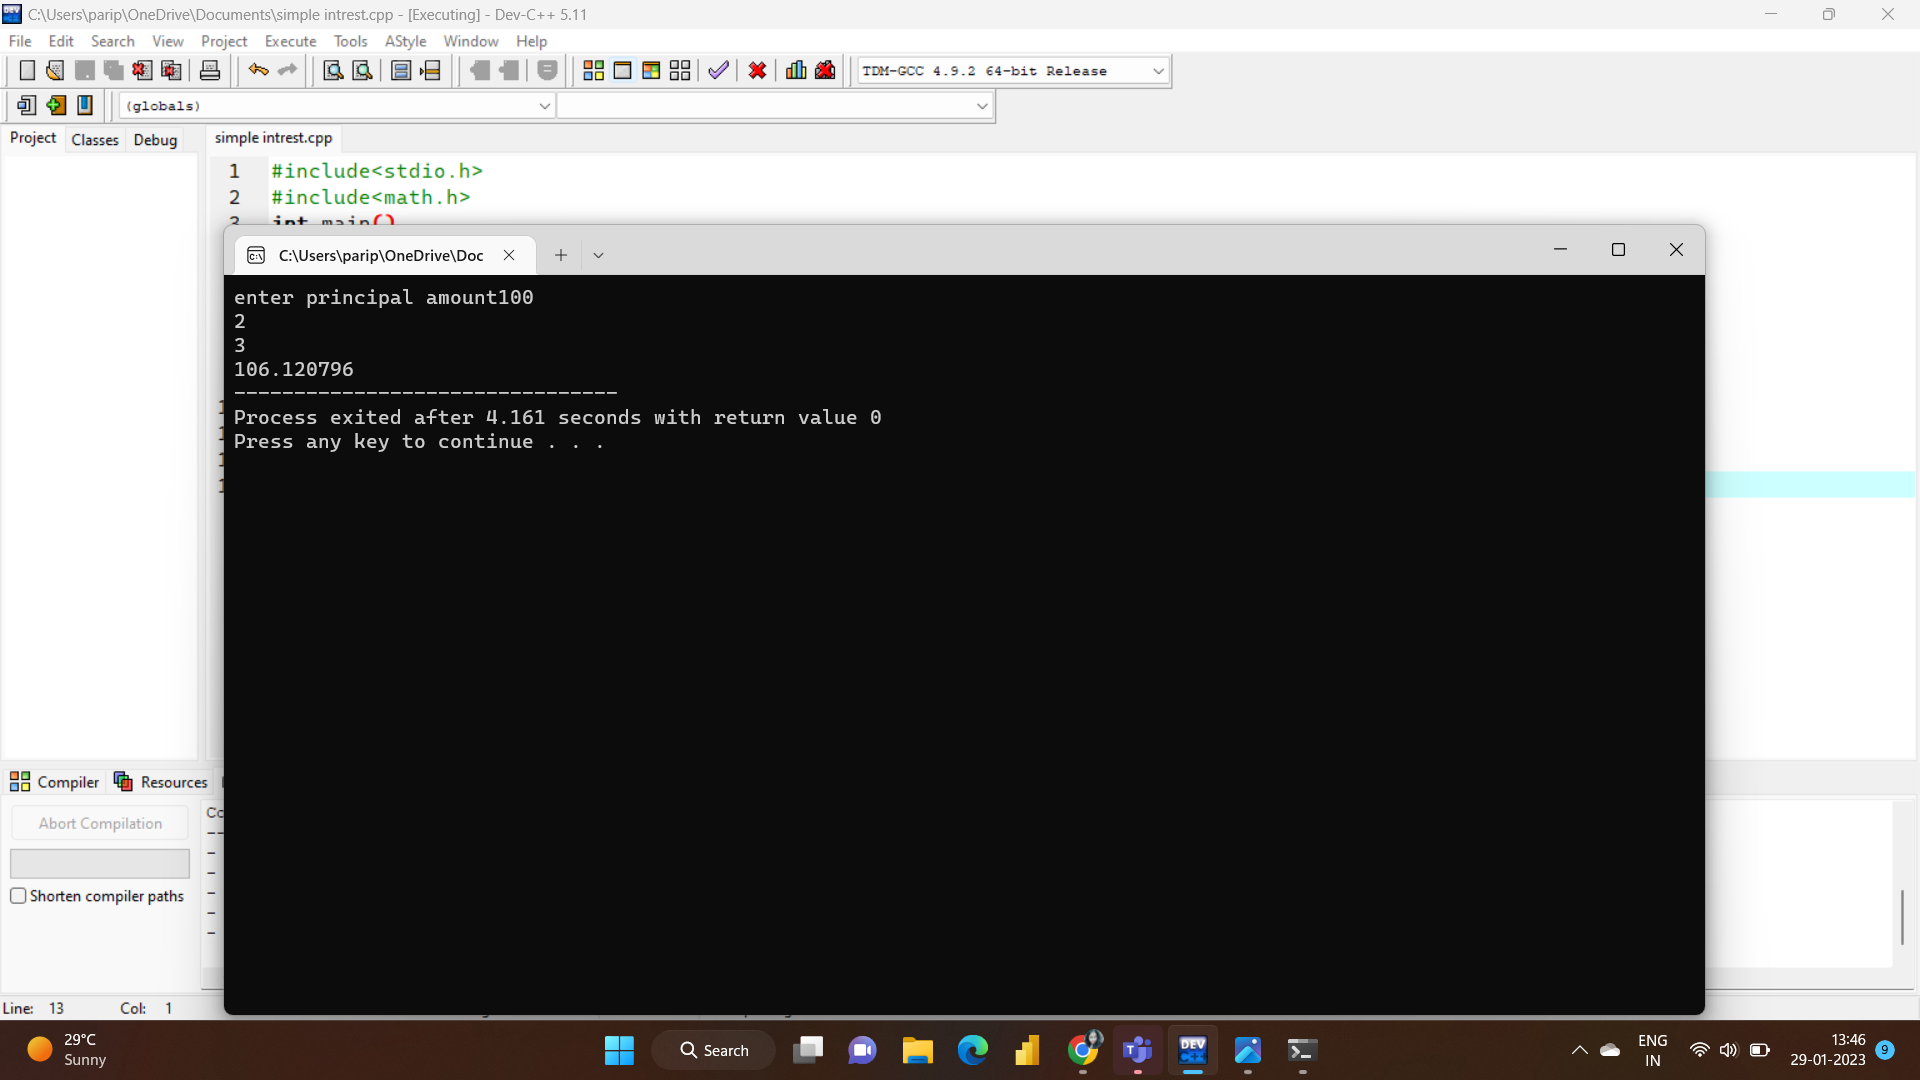 C:\Users\parip\OneDrive\Documents\simple intrest.cpp - [Executing] - Dev-C++ 5.11
File Edit Search View Project Execute Tools AStyle Window Help
TDM-GCC 4.9.2 64-bit Release
(globals)
Project Classes Debug simple intrest.cpp
1 #include<stdio.h>
2 #include<math.h>
3 int main()
C:\Users\parip\OneDrive\Doc
enter principal amount100
2
3
106.120796
--------------------------------
Process exited after 4.161 seconds with return value 0
Press any key to continue . . .
Compiler Resources
Abort Compilation
Shorten compiler paths
Line: 13 Col: 1
29°C
Sunny
Search
DEV C++
ENG
IN
13:46
29-01-2023
9